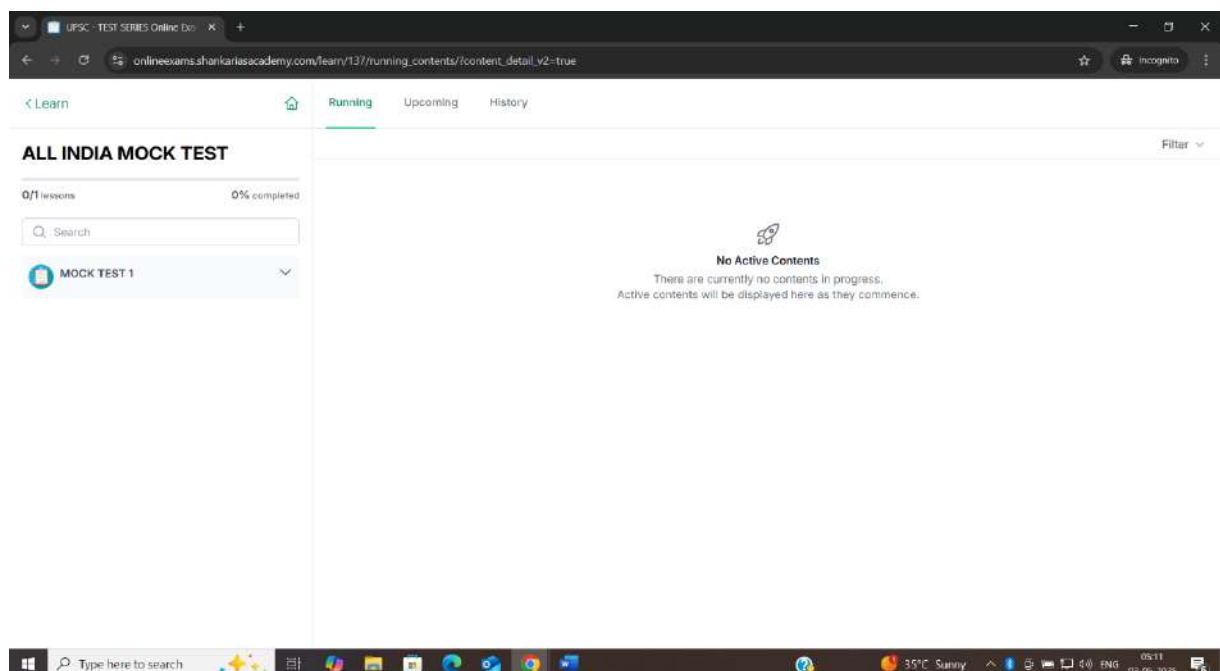 UPSC - TEST SERIES Online Exa
onlineexams.shankariasacademy.com/learn/137/running_contents/?content_detail_v2=true
Incognito
< Learn
Running
Upcoming
History
ALL INDIA MOCK TEST
Filter
0/1 lessons
0% completed
Search
MOCK TEST 1
No Active Contents
There are currently no contents in progress.
Active contents will be displayed here as they commence.
Type here to search
35°C Sunny
ENG
05:11